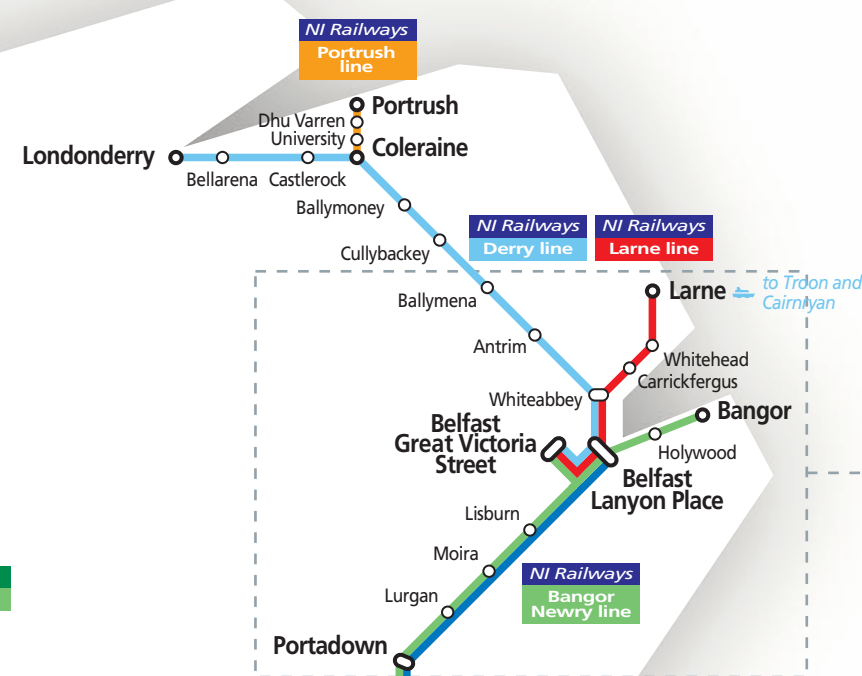 NI Railways
Portrush
line
Portrush
Dhu Varren
University
Coleraine
Londonderry
Bellarena
Castlerock
Ballymoney
NI Railways
Derry line
NI Railways
Larne line
Cullybackey
Larne
to Troon and
Cairnryan
Ballymena
Antrim
Whitehead
Carrickfergus
Whiteabbey
Bangor
Belfast
Great Victoria
Street
Holywood
Belfast
Lanyon Place
Lisburn
Moira
NI Railways
Bangor
Newry line
Lurgan
Portadown